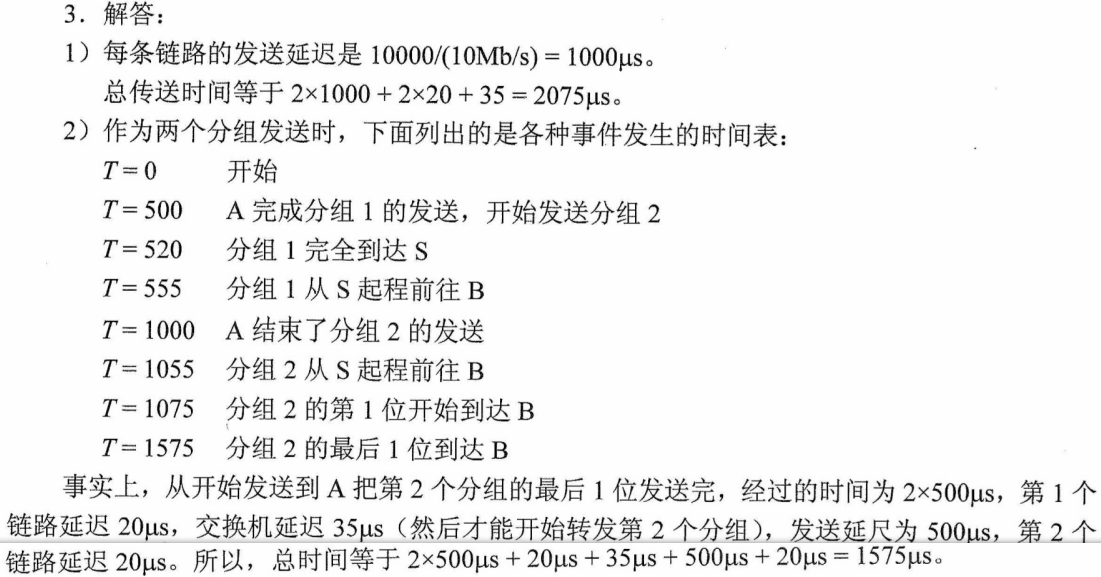 3．解答：
1）每条链路的发送延迟是 10000/(10Mb/s) = 1000μs。
总传送时间等于 2×1000 + 2×20 + 35 = 2075μs。
2）作为两个分组发送时，下面列出的是各种事件发生的时间表：
T = 0 开始
T = 500 A 完成分组 1 的发送，开始发送分组 2
T = 520 分组 1 完全到达 S
T = 555 分组 1 从 S 起程前往 B
T = 1000 A 结束了分组 2 的发送
T = 1055 分组 2 从 S 起程前往 B
T = 1075 分组 2 的第 1 位开始到达 B
T = 1575 分组 2 的最后 1 位到达 B
事实上，从开始发送到 A 把第 2 个分组的最后 1 位发送完，经过的时间为 2×500μs，第 1 个
链路延迟 20μs，交换机延迟 35μs（然后才能开始转发第 2 个分组），发送延尺为 500μs，第 2 个
链路延迟 20μs。所以，总时间等于 2×500μs + 20μs + 35μs + 500μs + 20μs = 1575μs。